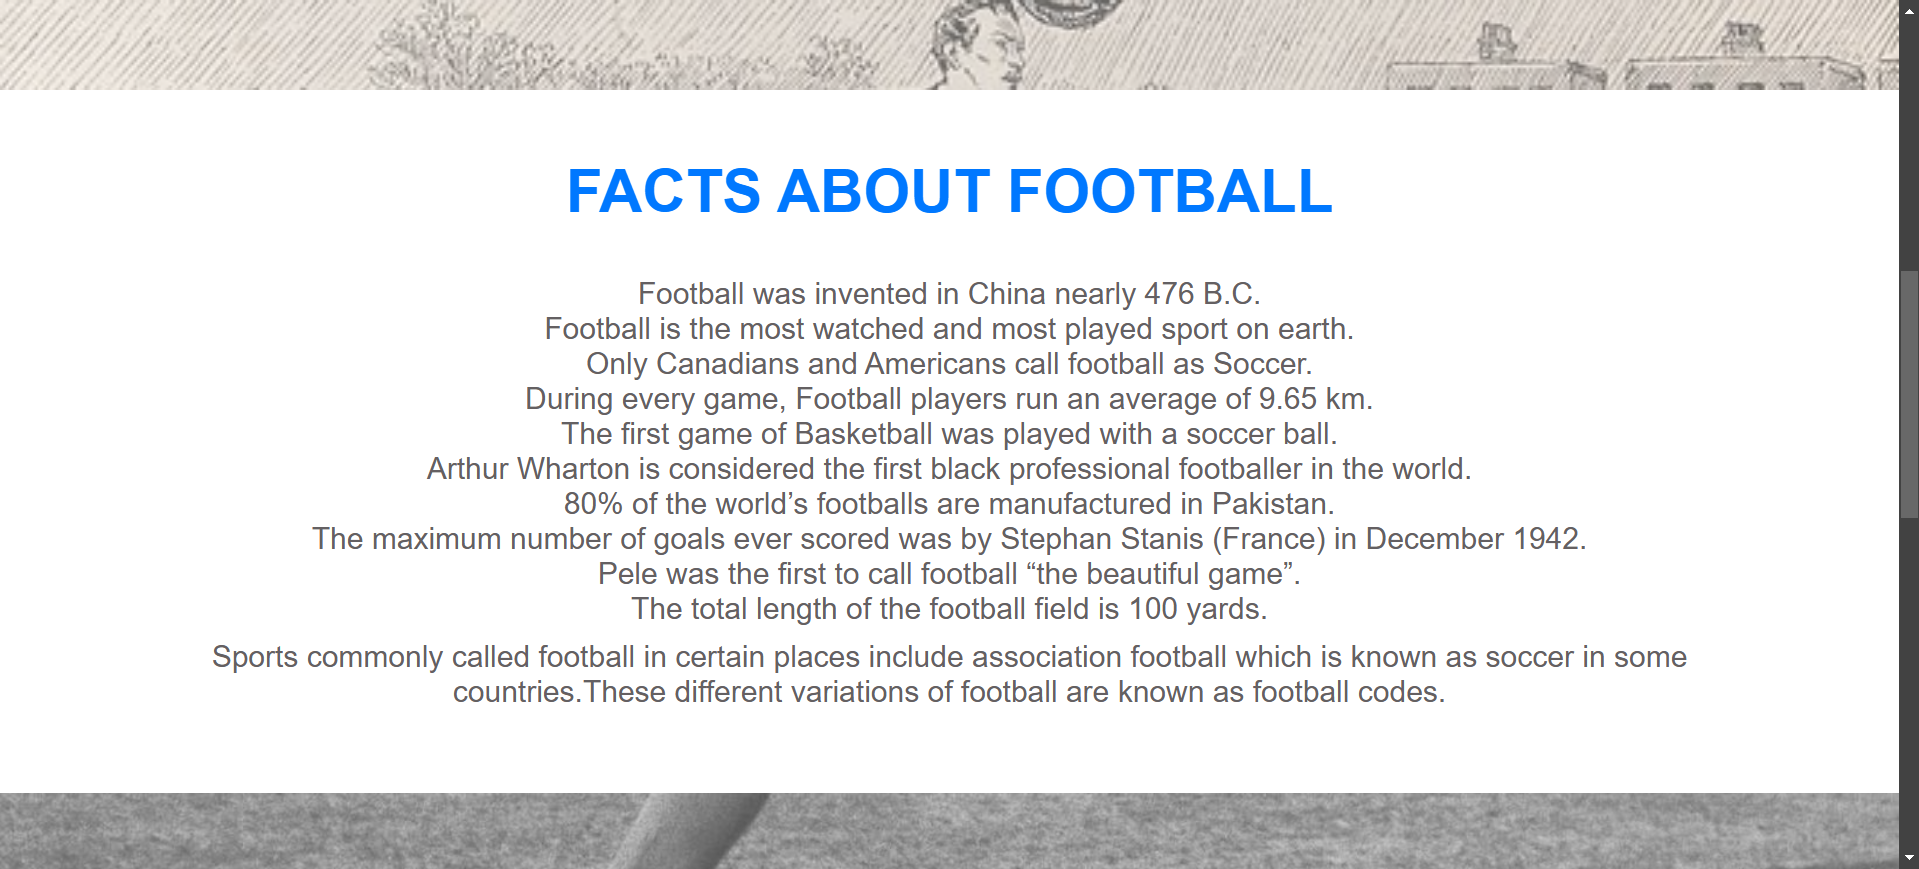 FACTS ABOUT FOOTBALL
Football was invented in China nearly 476 B.C.
Football is the most watched and most played sport on earth.
Only Canadians and Americans call football as Soccer.
During every game, Football players run an average of 9.65 km.
The first game of Basketball was played with a soccer ball.
Arthur Wharton is considered the first black professional footballer in the world.
80% of the world’s footballs are manufactured in Pakistan.
The maximum number of goals ever scored was by Stephan Stanis (France) in December 1942.
Pele was the first to call football “the beautiful game”.
The total length of the football field is 100 yards.
Sports commonly called football in certain places include association football which is known as soccer in some
countries.These different variations of football are known as football codes.